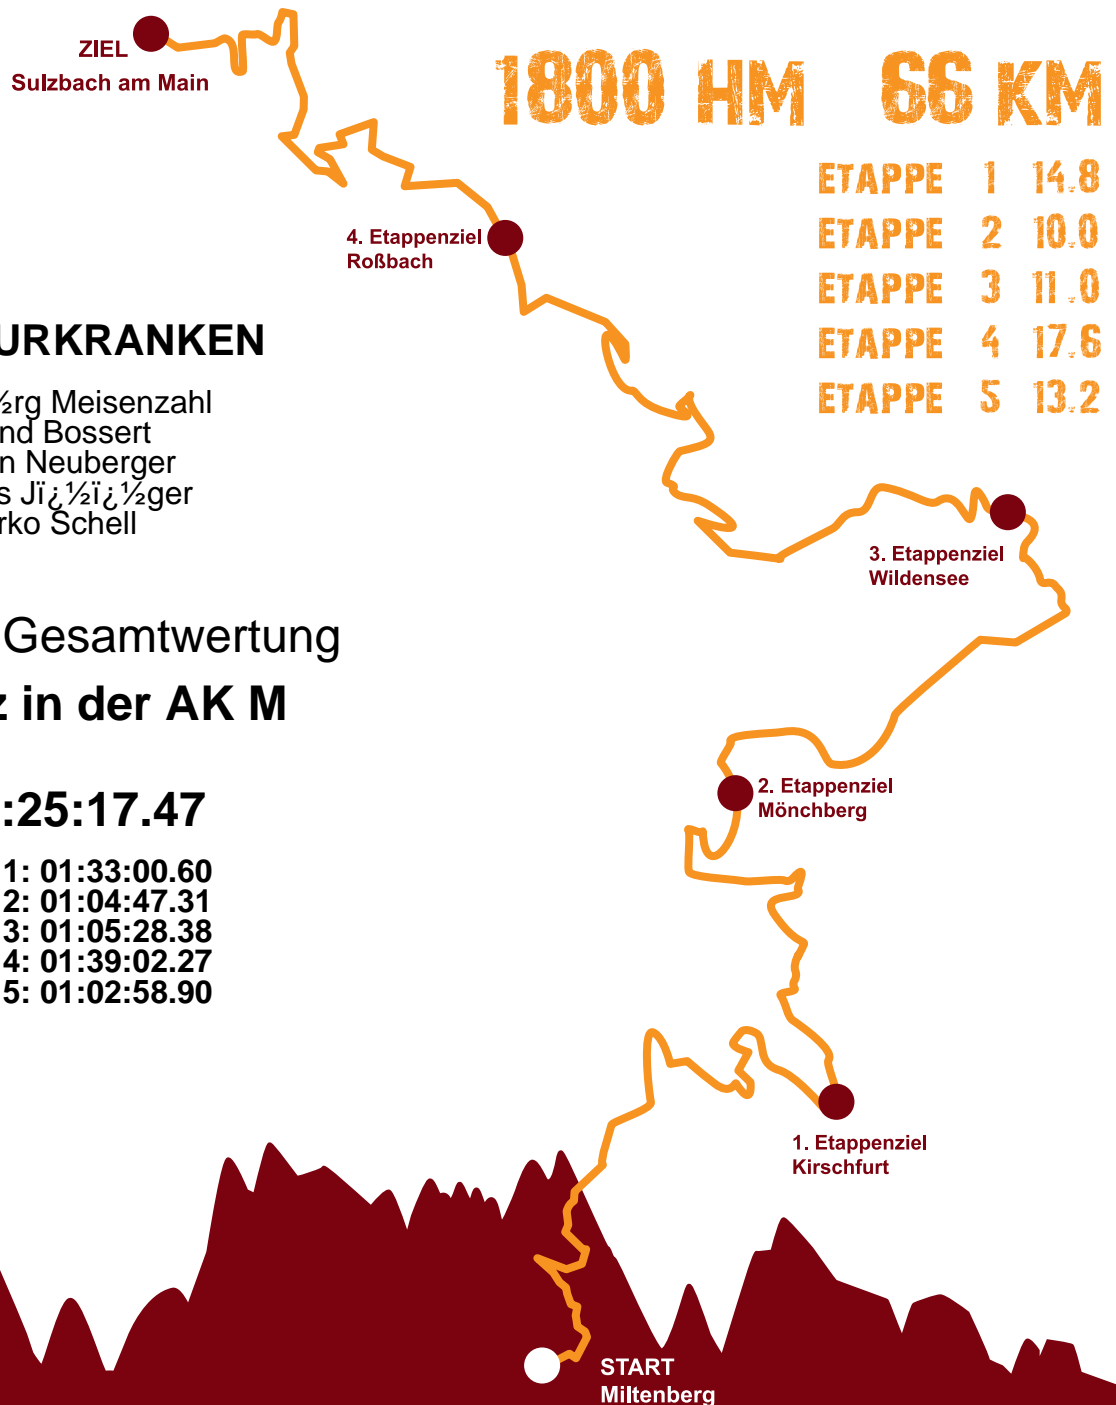 ZIEL
Sulzbach am Main
1800 HM 66 KM
ETAPPE 1 14.8
ETAPPE 2 10.0
ETAPPE 3 11.0
ETAPPE 4 17.6
ETAPPE 5 13.2
4. Etappenziel
Roßbach
URKRANKEN
½rg Meisenzahl
nd Bossert
n Neuberger
s Jï¿½ï¿½ger
rko Schell
3. Etappenziel
Wildensee
Gesamtwertung
z in der AK M
2. Etappenziel
Mönchberg
:25:17.47
1: 01:33:00.60
2: 01:04:47.31
3: 01:05:28.38
4: 01:39:02.27
5: 01:02:58.90
1. Etappenziel
Kirschfurt
START
Miltenberg